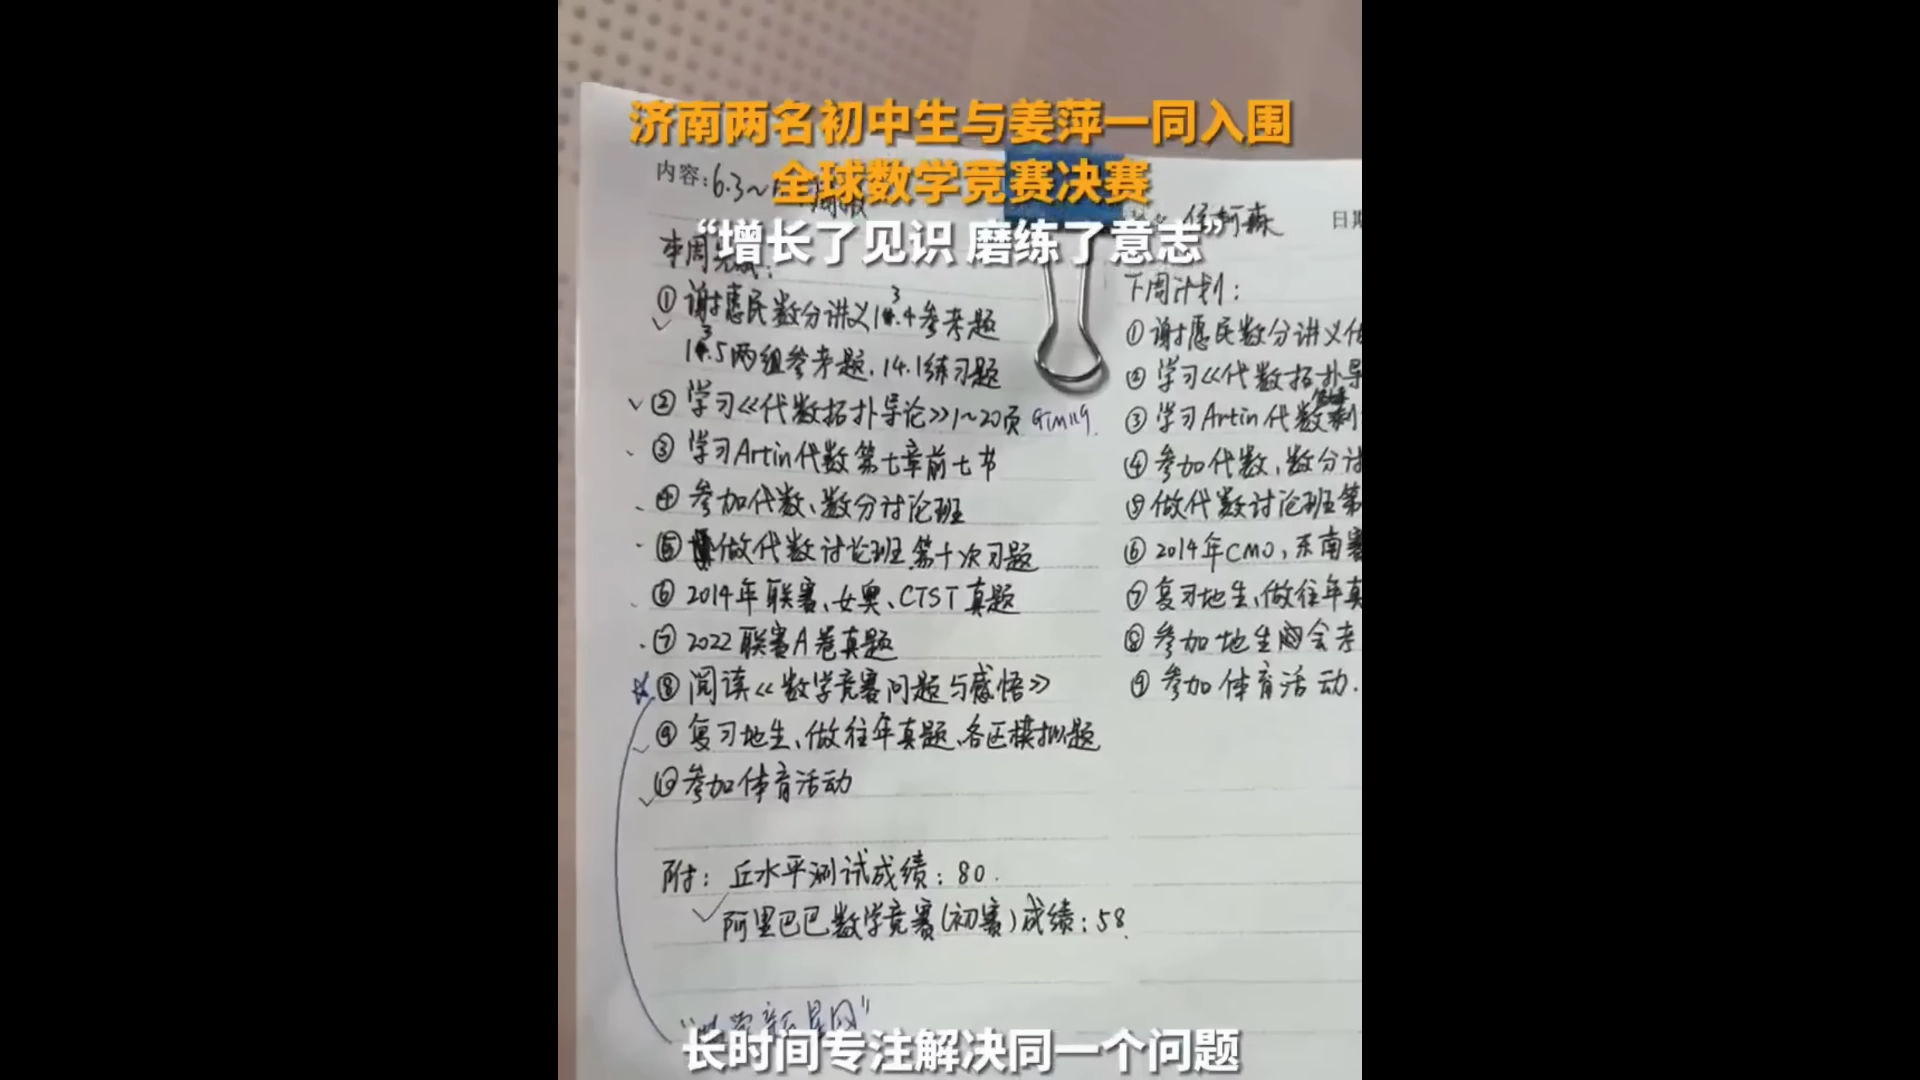 济南两名初中生与姜萍一同入围
全球数学竞赛决赛
“增长了见识 磨练了意志”
内容:6.3~
日期
本周完成:
①谢惠民数分讲义13.4参考题
13.5两组参考题.14.1练习题
②学习《代数拓扑导论》1~20页 GTM119.
③学习Artin代数第七章前七节
④参加代数、数分讨论班
⑤做代数讨论班第十次习题
⑥2014年联赛、女奥、CTST真题
⑦2022联赛A卷真题
⑧阅读《数学竞赛问题与感悟》
⑨复习地生、做往年真题、各区模拟题
⑩参加体育活动
附:丘水平测试成绩:80.
阿里巴巴数学竞赛(初赛)成绩:58.
下周计划:
①谢惠民数分讲义
②学习《代数拓扑导
③学习Artin代数剩
④参加代数、数分讨
⑤做代数讨论班第
⑥2014年CMO、东南赛
⑦复习地生、做往年真
⑧参加地生会考
⑨参加体育活动.
长时间专注解决同一个问题